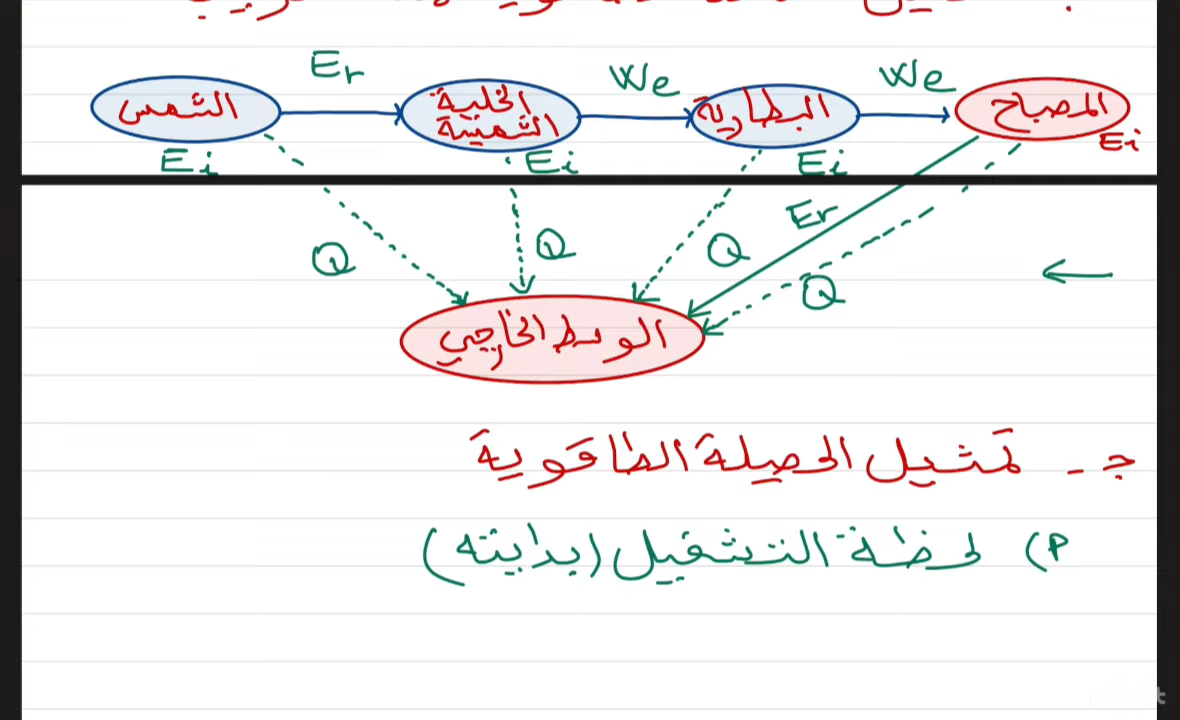 Er We We
الشمس الخلية الشمسية البطارية المصباح
Ei Ei Ei Ei
Er
Q Q Q Q
الوسط الخارجي
ج - تمثيل الحصيلة الطاقوية
أ) لحظة التشغيل (بدايته)